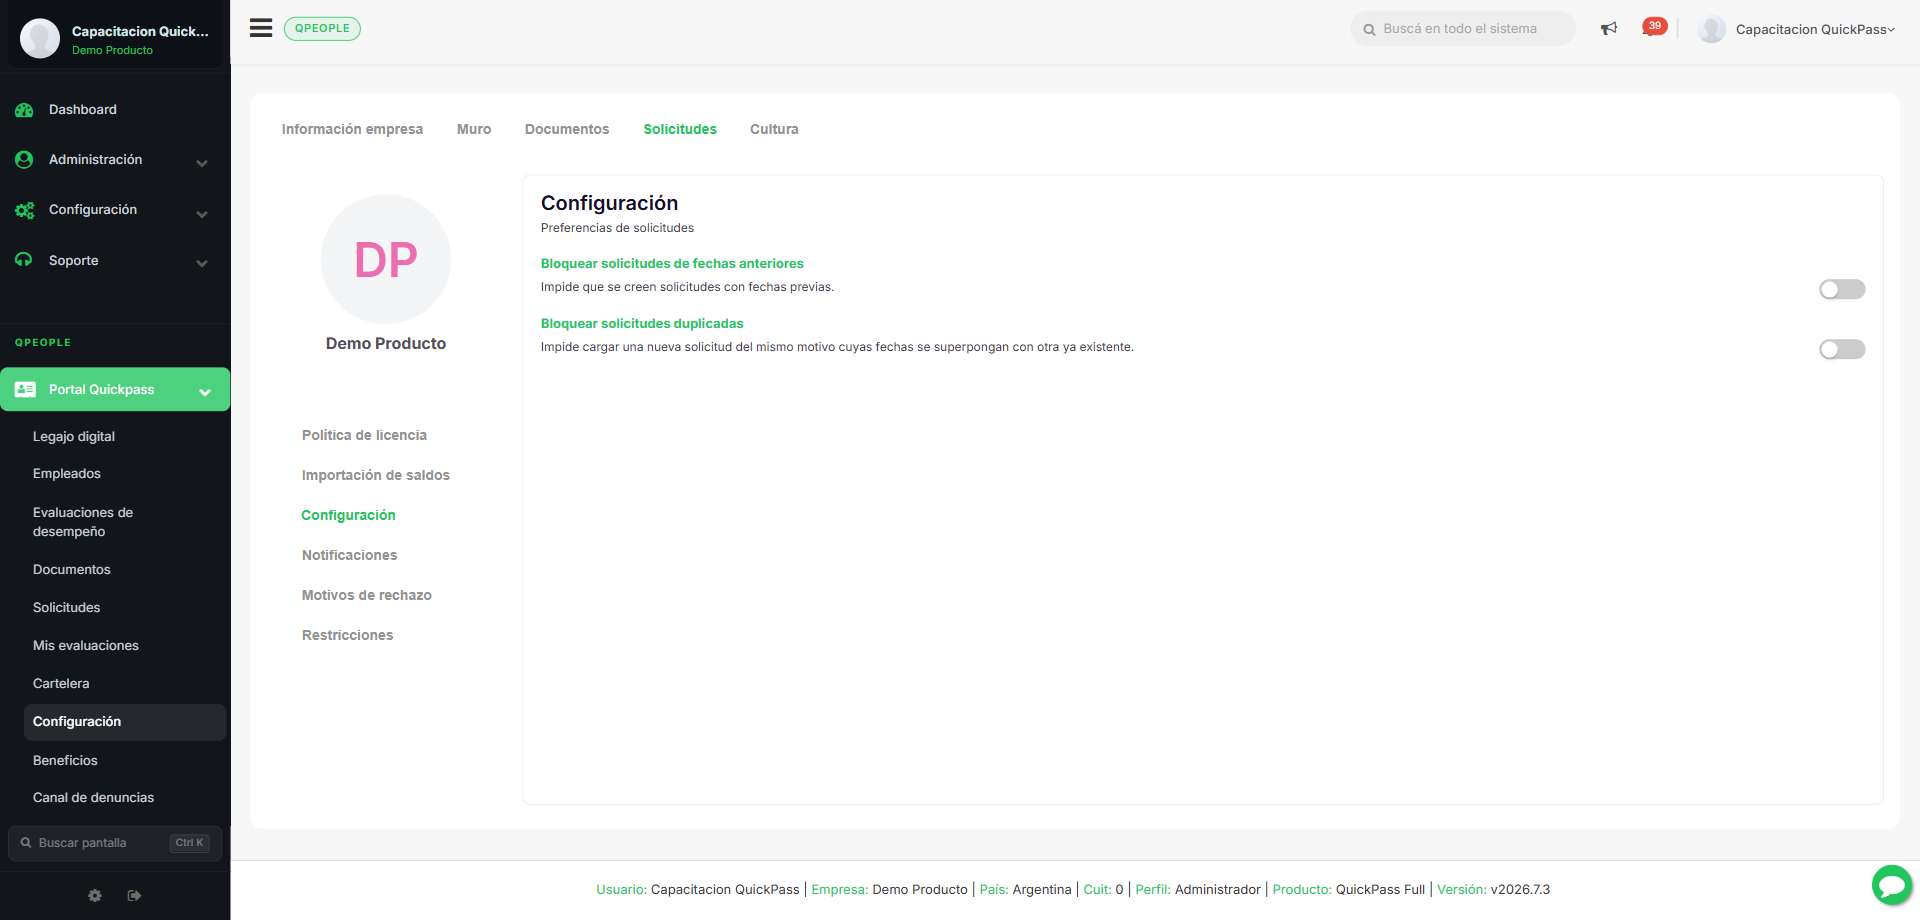 Capacitacion Quick...
Demo Producto
Dashboard
Administración
Configuración
Soporte
QPEOPLE
Portal Quickpass
Legajo digital
Empleados
Evaluaciones de
desempeño
Documentos
Solicitudes
Mis evaluaciones
Cartelera
Configuración
Beneficios
Canal de denuncias
Buscar pantalla
Ctrl K
QPEOPLE
Buscá en todo el sistema
39
Capacitacion QuickPass
Información empresa
Muro
Documentos
Solicitudes
Cultura
DP
Demo Producto
Política de licencia
Importación de saldos
Configuración
Notificaciones
Motivos de rechazo
Restricciones
Configuración
Preferencias de solicitudes
Bloquear solicitudes de fechas anteriores
Impide que se creen solicitudes con fechas previas.
Bloquear solicitudes duplicadas
Impide cargar una nueva solicitud del mismo motivo cuyas fechas se superpongan con otra ya existente.
Usuario: Capacitacion QuickPass | Empresa: Demo Producto | País: Argentina | Cuit: 0 | Perfil: Administrador | Producto: QuickPass Full | Versión: v2026.7.3